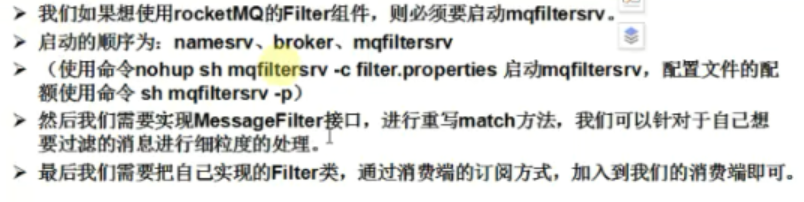 ➢ 我们如果想使用rocketMQ的Filter组件，则必须要启动mqfiltersrv。
➢ 启动的顺序为：namesrv、broker、mqfiltersrv
➢ （使用命令nohup sh mqfiltersrv -c filter.properties 启动mqfiltersrv，配置文件的配
额使用命令 sh mqfiltersrv -p）
➢ 然后我们需要实现MessageFilter接口，进行重写match方法，我们可以针对于自己想
要过滤的消息进行细粒度的处理。
➢ 最后我们需要把自己实现的Filter类，通过消费端的订阅方式，加入到我们的消费端即可。